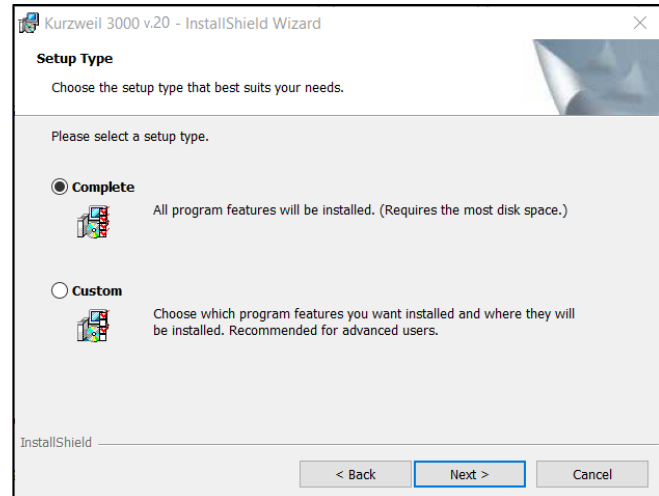 Kurzweil 3000 v.20 - InstallShield Wizard
Setup Type
Choose the setup type that best suits your needs.
Please select a setup type.
Complete
All program features will be installed. (Requires the most disk space.)
Custom
Choose which program features you want installed and where they will
be installed. Recommended for advanced users.
InstallShield
< Back Next > Cancel